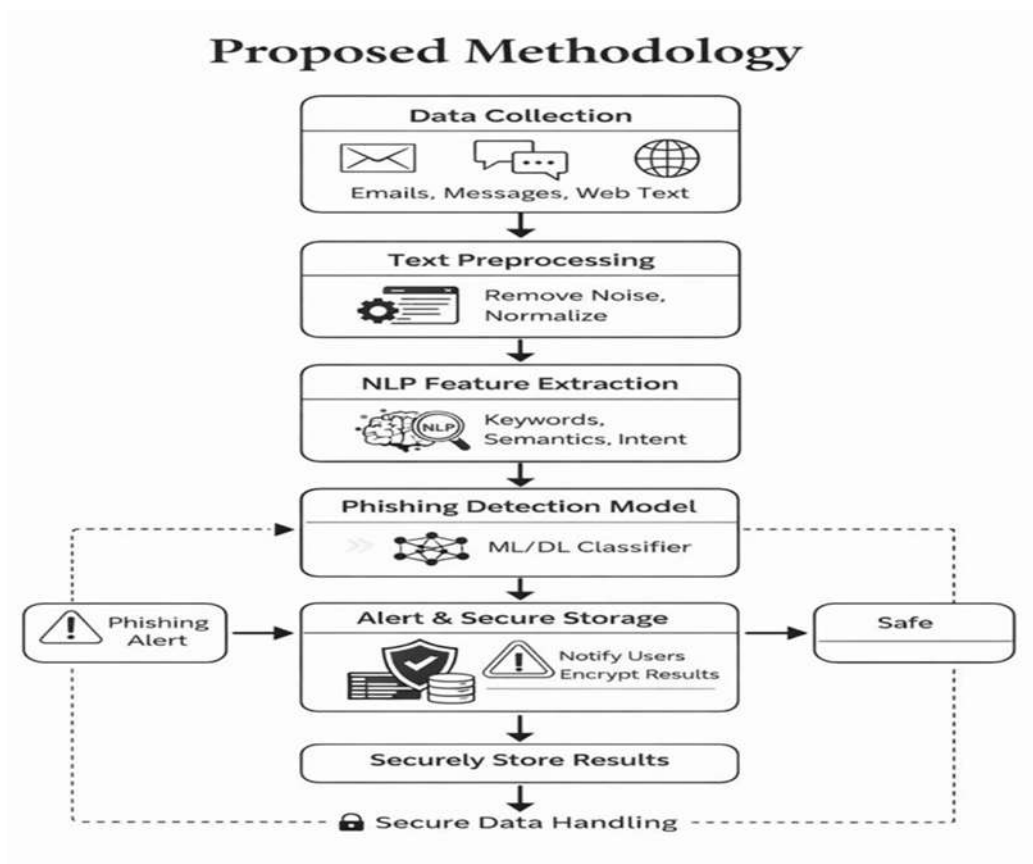 Proposed Methodology
Data Collection
Emails, Messages, Web Text
Text Preprocessing
Remove Noise,
Normalize
NLP Feature Extraction
NLP
Keywords,
Semantics, Intent
Phishing Detection Model
ML/DL Classifier
Phishing
Alert
Alert & Secure Storage
Notify Users
Encrypt Results
Safe
Securely Store Results
Secure Data Handling